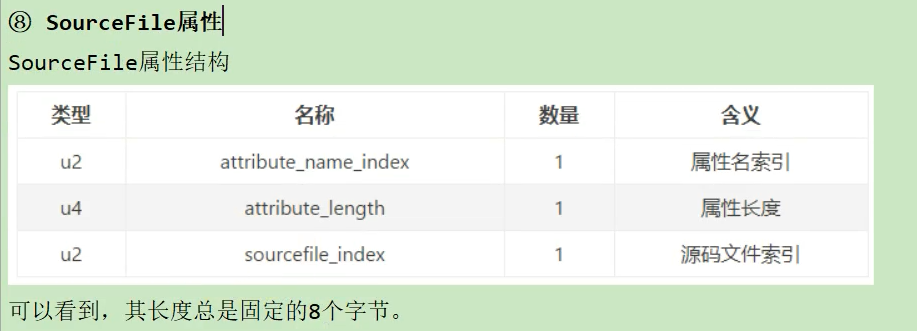 ⑧ SourceFile属性
SourceFile属性结构
类型 名称 数量 含义
u2 attribute_name_index 1 属性名索引
u4 attribute_length 1 属性长度
u2 sourcefile_index 1 源码文件索引
可以看到，其长度总是固定的8个字节。